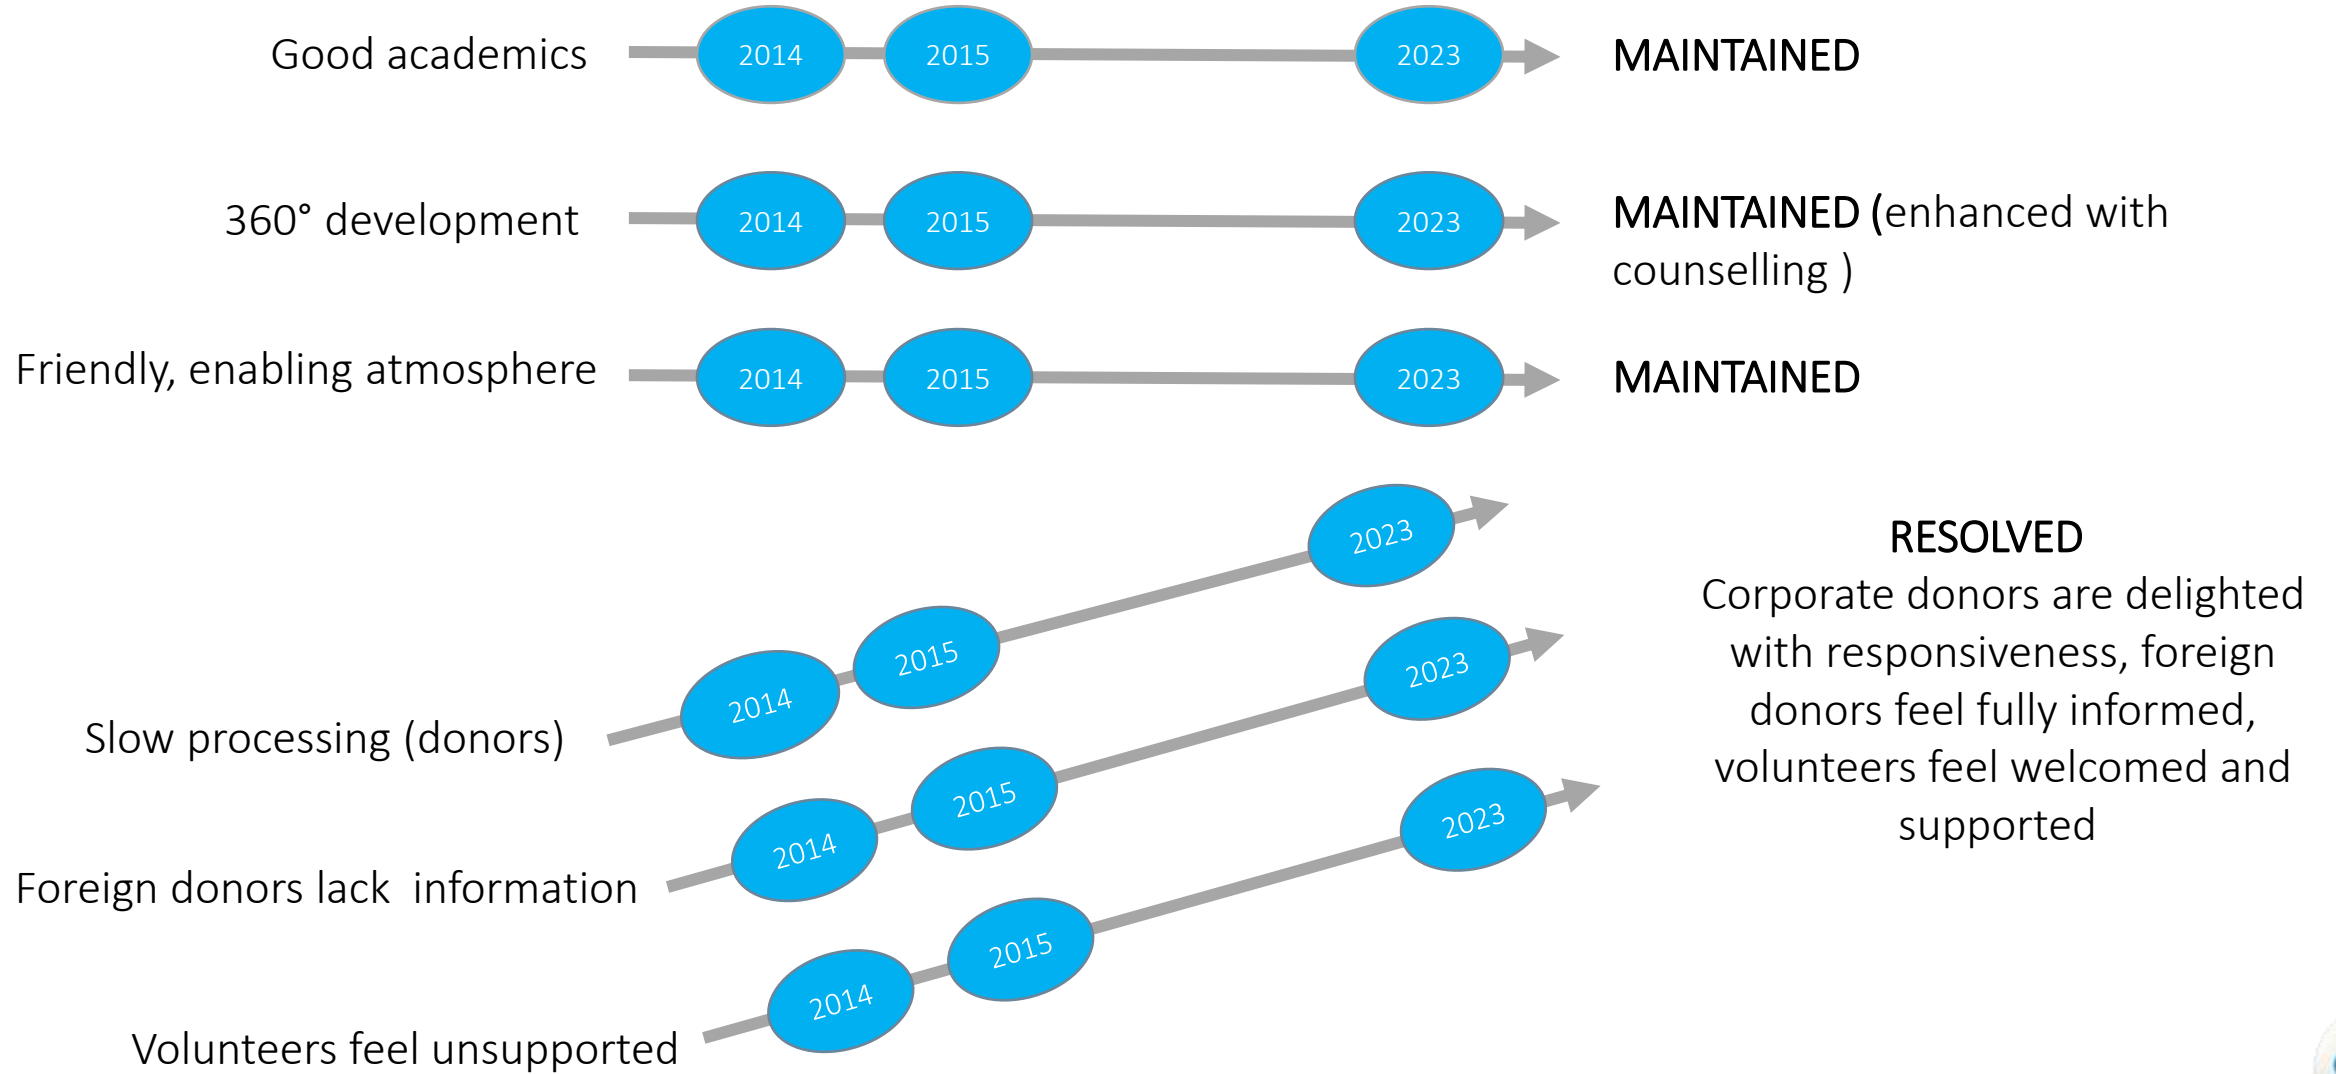 Good academics
2014
2015
2023
MAINTAINED
360° development
2014
2015
2023
MAINTAINED (enhanced with
counselling )
Friendly, enabling atmosphere
2014
2015
2023
MAINTAINED
Slow processing (donors)
2014
2015
2023
Foreign donors lack  information
2014
2015
2023
Volunteers feel unsupported
2014
2015
2023
RESOLVED
Corporate donors are delighted
with responsiveness, foreign
donors feel fully informed,
volunteers feel welcomed and
supported